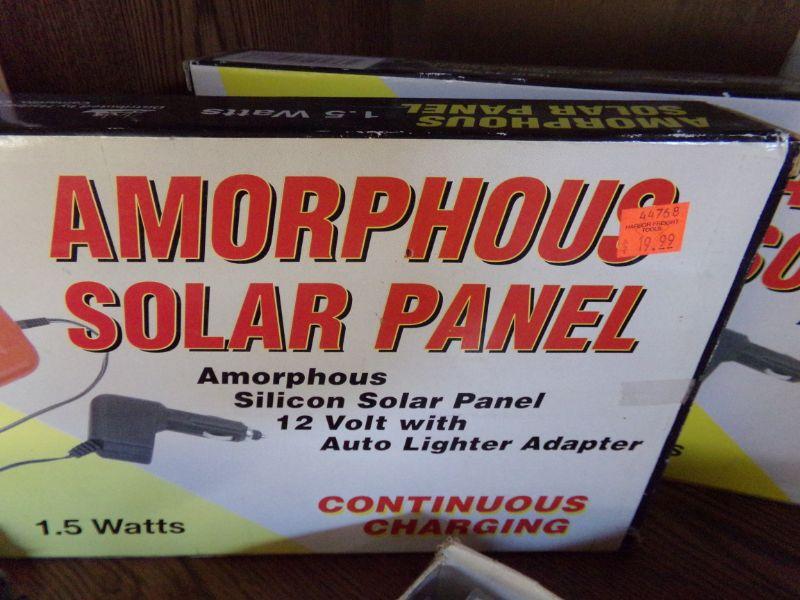 1.5 Watts
AMORPHOUS
SOLAR PANEL
AMORPHOUS
SOLAR PANEL
44768
HARBOR FREIGHT
TOOLS
$ 19.99
Amorphous
Silicon Solar Panel
12 Volt with
Auto Lighter Adapter
1.5 Watts
CONTINUOUS
CHARGING